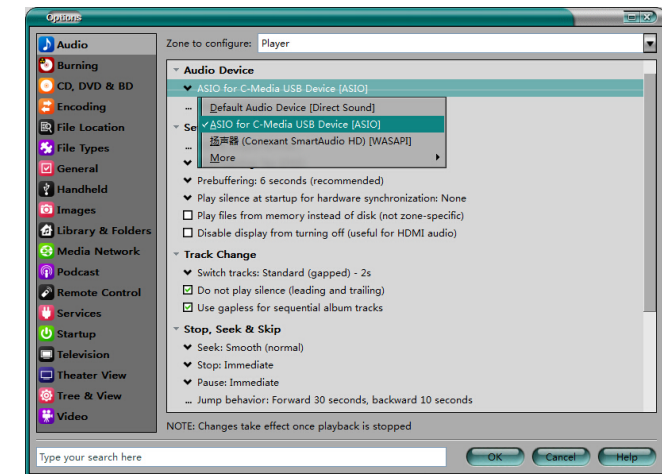 Options
Audio
Burning
CD, DVD & BD
Encoding
File Location
File Types
General
Handheld
Images
Library & Folders
Media Network
Podcast
Remote Control
Services
Startup
Television
Theater View
Tree & View
Video
Zone to configure: Player
Audio Device
ASIO for C-Media USB Device [ASIO]
...
Default Audio Device [Direct Sound]
Se
✓ASIO for C-Media USB Device [ASIO]
...
扬声器 (Conexant SmartAudio HD) [WASAPI]
More
Prebuffering: 6 seconds (recommended)
Play silence at startup for hardware synchronization: None
Play files from memory instead of disk (not zone-specific)
Disable display from turning off (useful for HDMI audio)
Track Change
Switch tracks: Standard (gapped) - 2s
Do not play silence (leading and trailing)
Use gapless for sequential album tracks
Stop, Seek & Skip
Seek: Smooth (normal)
Stop: Immediate
Pause: Immediate
... Jump behavior: Forward 30 seconds, backward 10 seconds
NOTE: Changes take effect once playback is stopped
Type your search here
OK
Cancel
Help